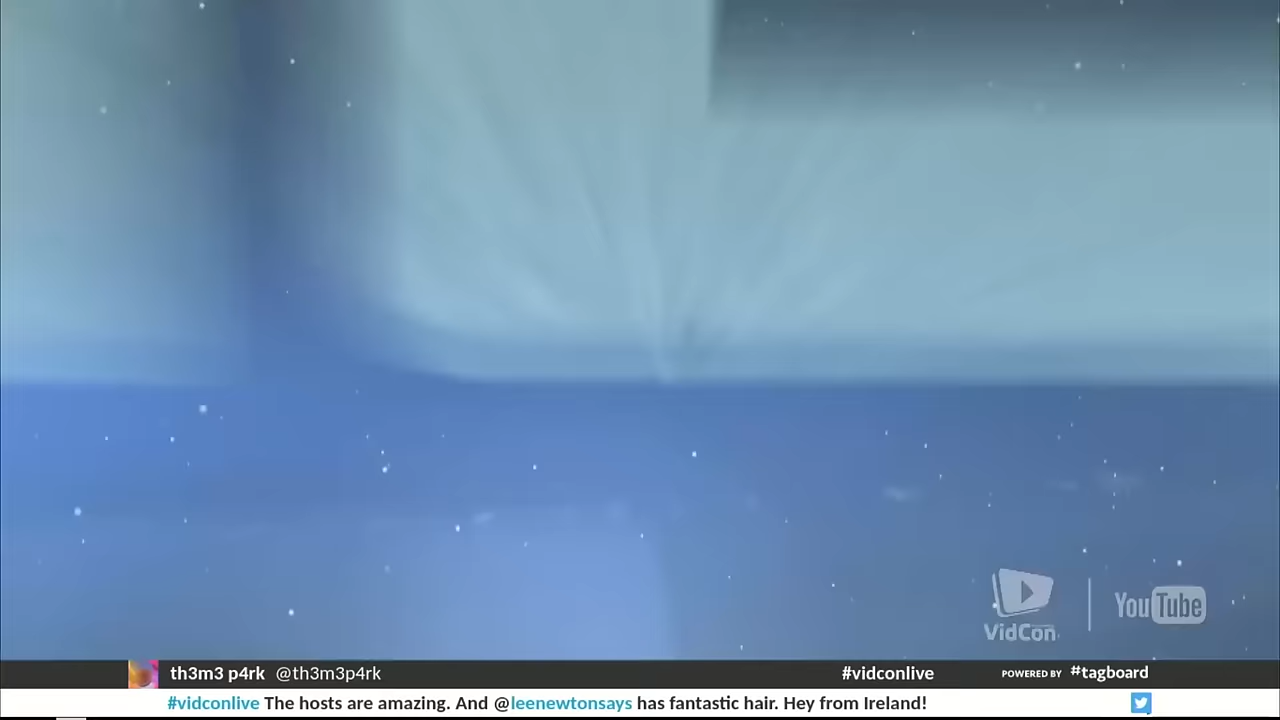 VidCon
YouTube
th3m3 p4rk @th3m3p4rk #vidconlive POWERED BY #tagboard
#vidconlive The hosts are amazing. And @leenewtonsays has fantastic hair. Hey from Ireland!